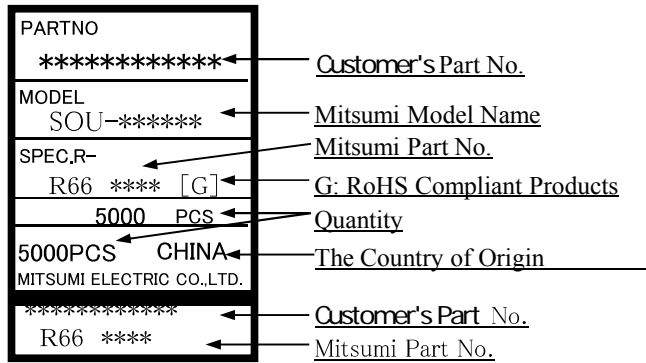 PARTNO
************ Customer's Part No.
MODEL
SOU-****** Mitsumi Model Name
SPEC.R- Mitsumi Part No.
R66 **** [G] G: RoHS Compliant Products
5000 PCS Quantity
5000PCS CHINA The Country of Origin
MITSUMI ELECTRIC CO.,LTD.
************ Customer's Part No.
R66 **** Mitsumi Part No.